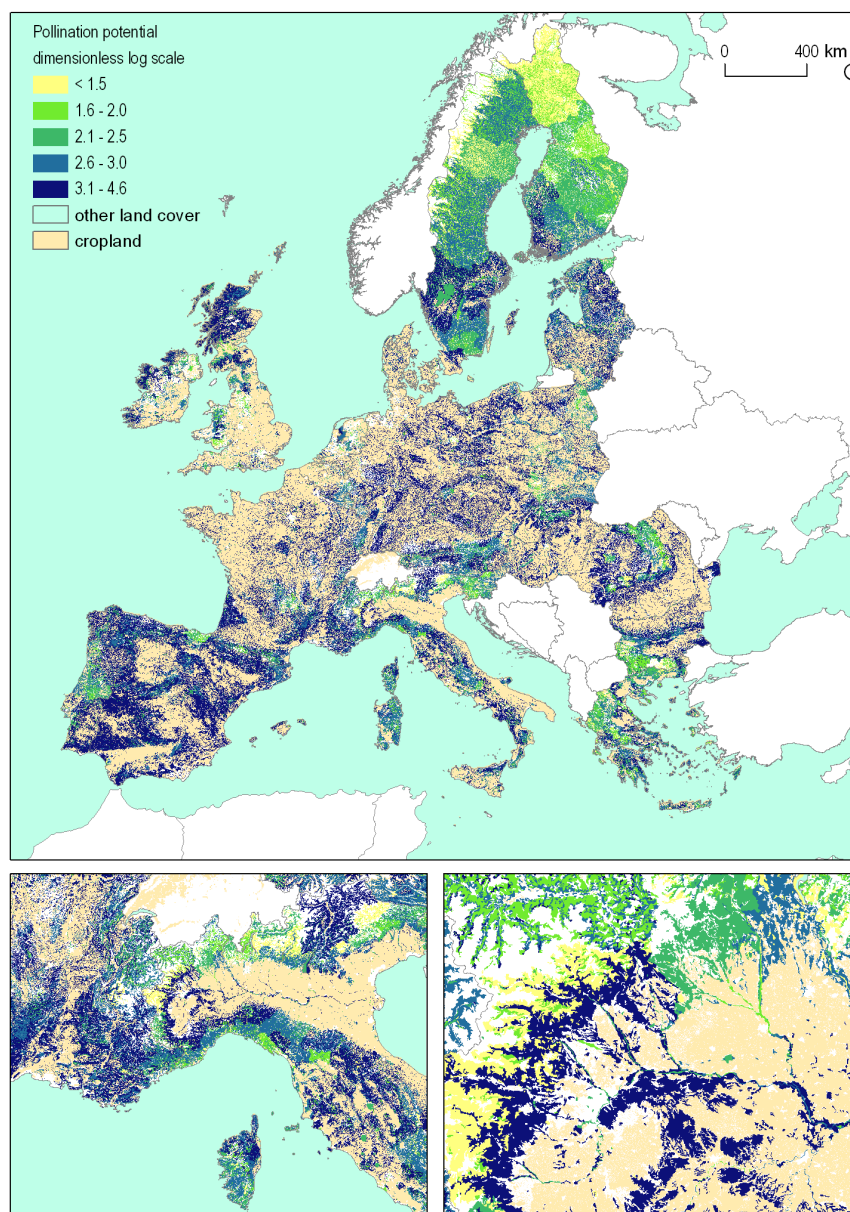 Pollination potential
dimensionless log scale
< 1.5
1.6 - 2.0
2.1 - 2.5
2.6 - 3.0
3.1 - 4.6
other land cover
cropland
0 400 km